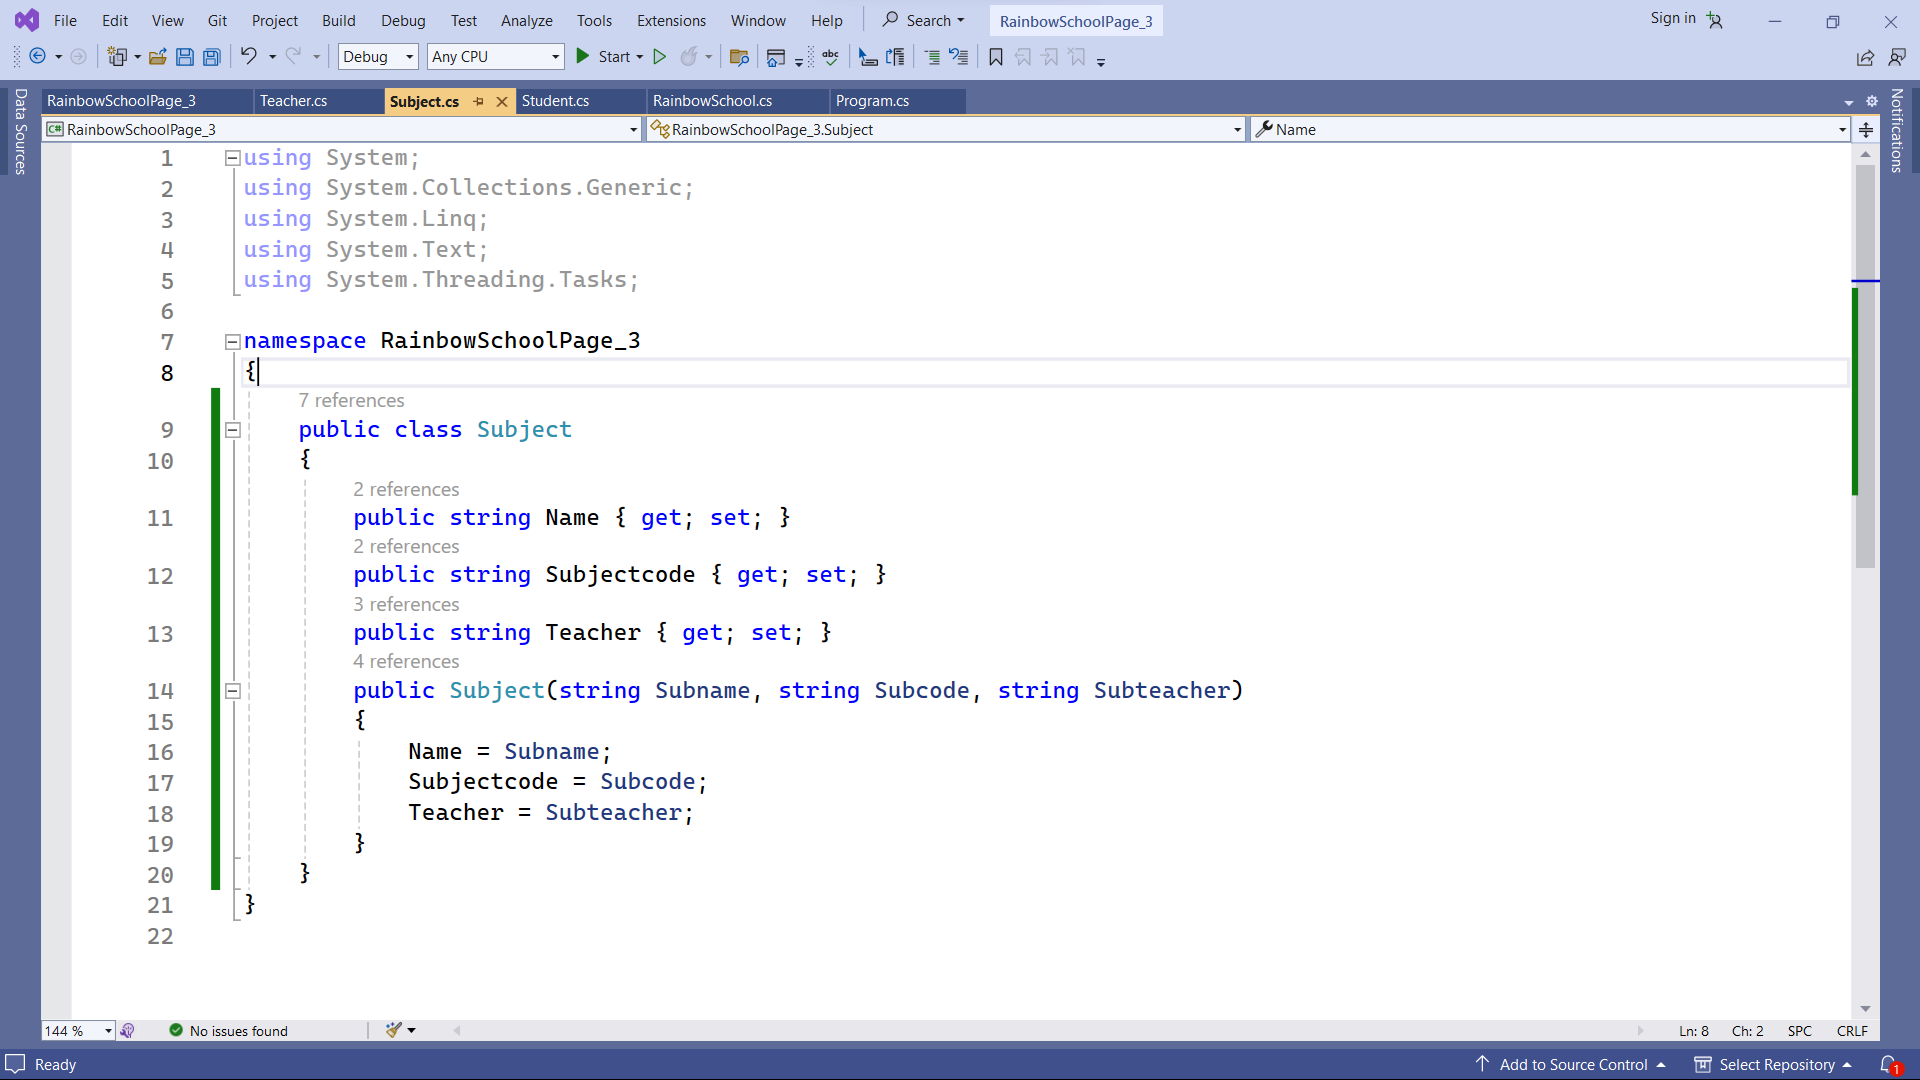 File Edit View Git Project Build Debug Test Analyze Tools Extensions Window Help Search RainbowSchoolPage_3 Sign in
Debug Any CPU Start abc
Data Sources
RainbowSchoolPage_3 Teacher.cs Subject.cs Student.cs RainbowSchool.cs Program.cs
Notifications
C# RainbowSchoolPage_3 RainbowSchoolPage_3.Subject Name
1 using System;
2 using System.Collections.Generic;
3 using System.Linq;
4 using System.Text;
5 using System.Threading.Tasks;
6
7 namespace RainbowSchoolPage_3
8 {
7 references
9 public class Subject
10 {
2 references
11 public string Name { get; set; }
2 references
12 public string Subjectcode { get; set; }
3 references
13 public string Teacher { get; set; }
4 references
14 public Subject(string Subname, string Subcode, string Subteacher)
15 {
16 Name = Subname;
17 Subjectcode = Subcode;
18 Teacher = Subteacher;
19 }
20 }
21 }
22
144 % No issues found Ln: 8 Ch: 2 SPC CRLF
Ready Add to Source Control Select Repository 1